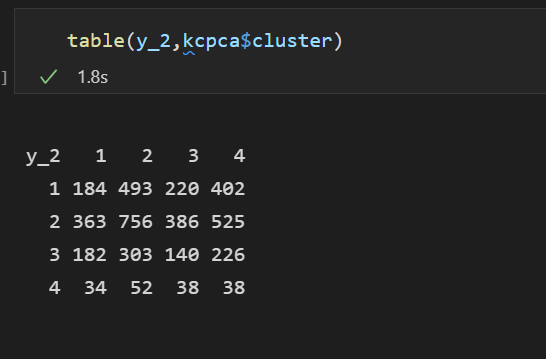 table(y_2,kcpca$cluster)
] ✓ 1.8s
y_2 1 2 3 4
1 184 493 220 402
2 363 756 386 525
3 182 303 140 226
4 34 52 38 38